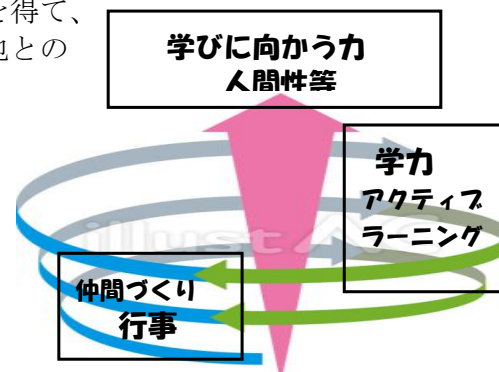 を得て、
他との
学びに向かう力
人間性等
学力
アクティブ
ラーニング
仲間づくり
行事